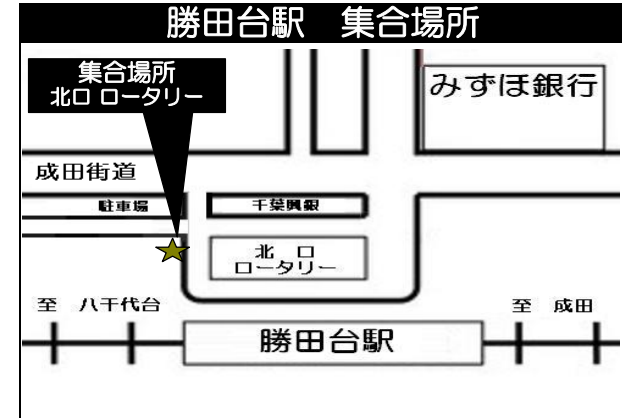 勝田台駅　集合場所
集合場所
北口 ロータリー
みずほ銀行
成田街道
駐車場
千葉興銀
北 口
ロータリー
至 八千代台
至 成田
勝田台駅